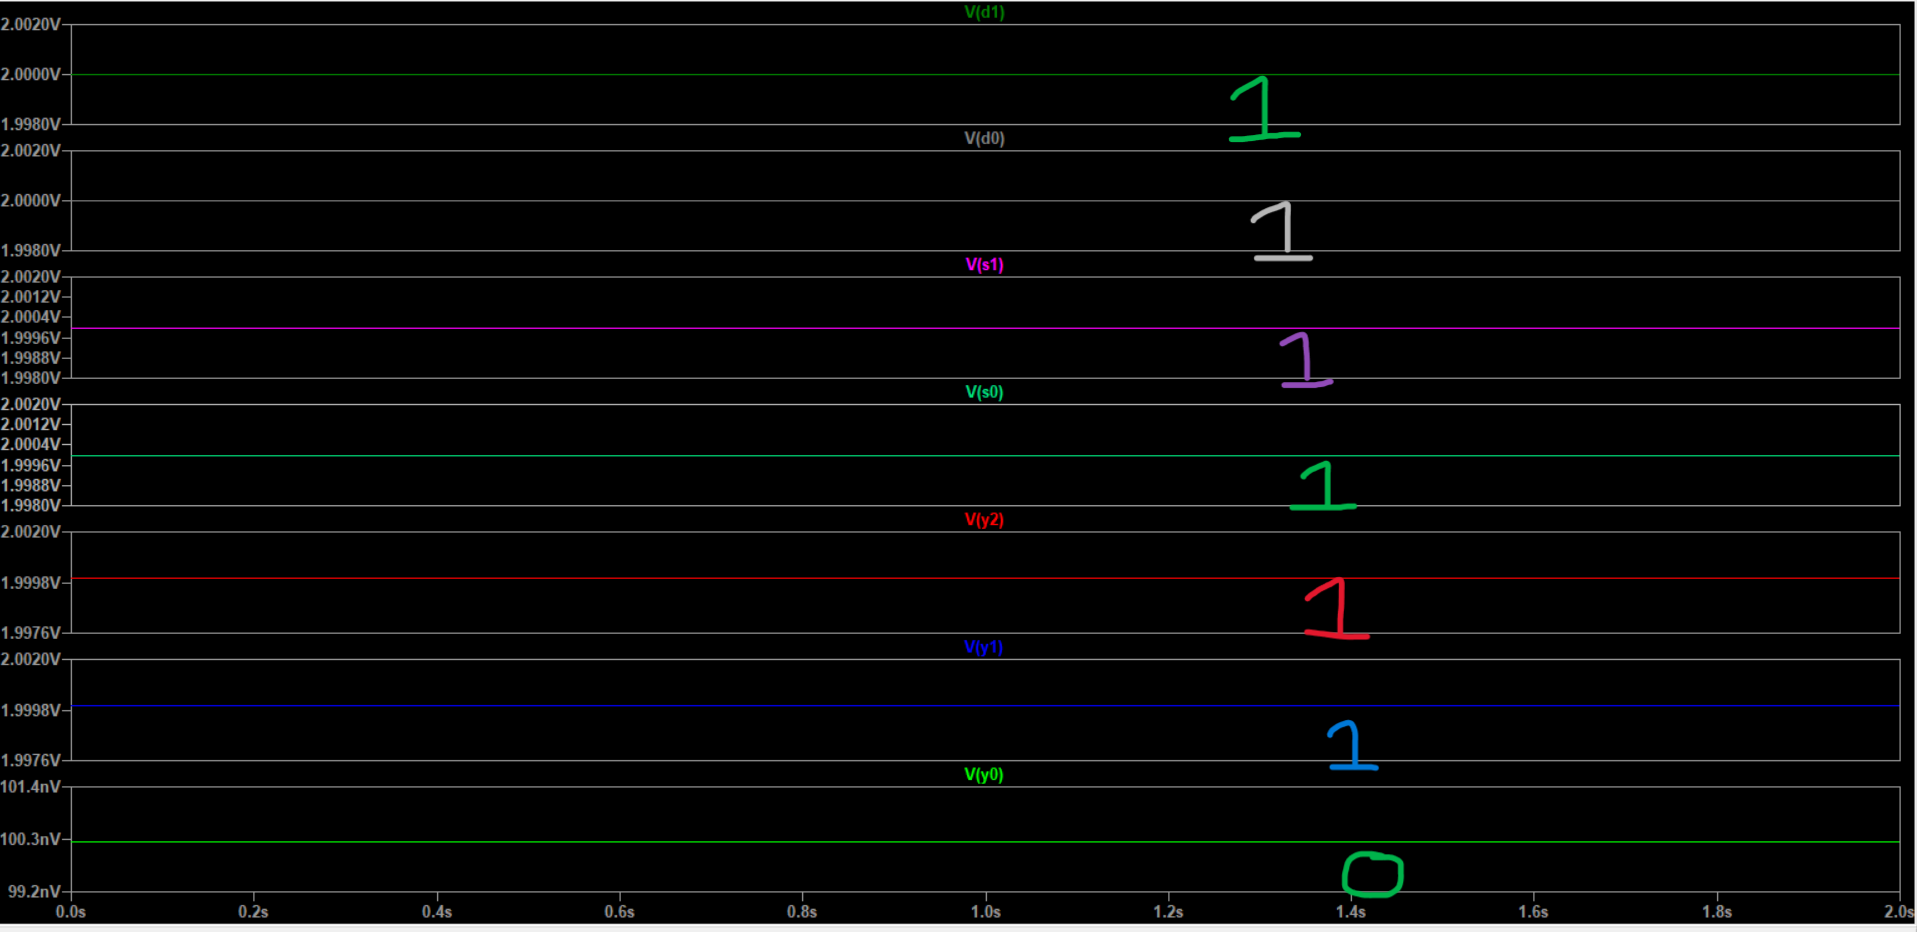 V(d1)
2.0020V
2.0000V
1
1.9980V
V(d0)
2.0020V
2.0000V
1
1.9980V
V(s1)
2.0020V
2.0012V
2.0004V
1.9996V
1
1.9988V
1.9980V
V(s0)
2.0020V
2.0012V
2.0004V
1.9996V
1
1.9988V
1.9980V
V(y2)
2.0020V
1.9998V
1
1.9976V
V(y1)
2.0020V
1.9998V
1
1.9976V
V(y0)
101.4nV
100.3nV
0
99.2nV
0.0s 0.2s 0.4s 0.6s 0.8s 1.0s 1.2s 1.4s 1.6s 1.8s 2.0s